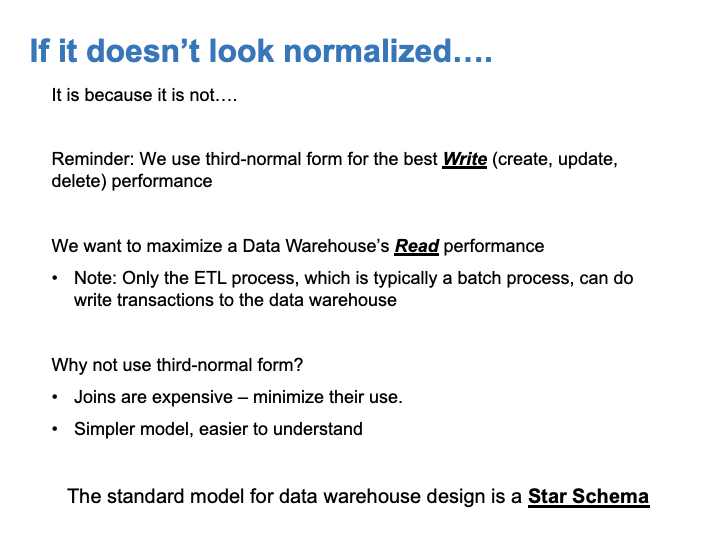 If it doesn’t look normalized….
It is because it is not….
Reminder: We use third-normal form for the best Write (create, update,
delete) performance
We want to maximize a Data Warehouse’s Read performance
• Note: Only the ETL process, which is typically a batch process, can do
write transactions to the data warehouse
Why not use third-normal form?
• Joins are expensive – minimize their use.
• Simpler model, easier to understand
The standard model for data warehouse design is a Star Schema